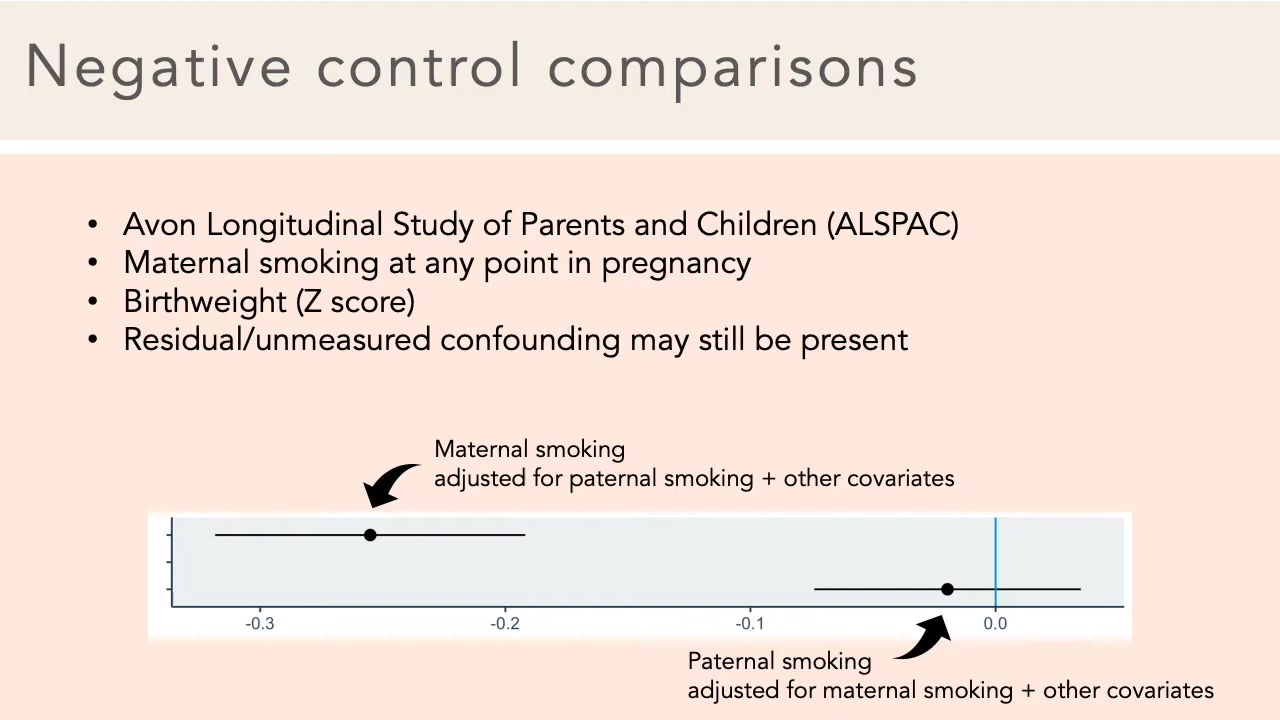 Negative control comparisons
• Avon Longitudinal Study of Parents and Children (ALSPAC)
• Maternal smoking at any point in pregnancy
• Birthweight (Z score)
• Residual/unmeasured confounding may still be present
Maternal smoking
adjusted for paternal smoking + other covariates
-0.3 -0.2 -0.1 0.0
Paternal smoking
adjusted for maternal smoking + other covariates